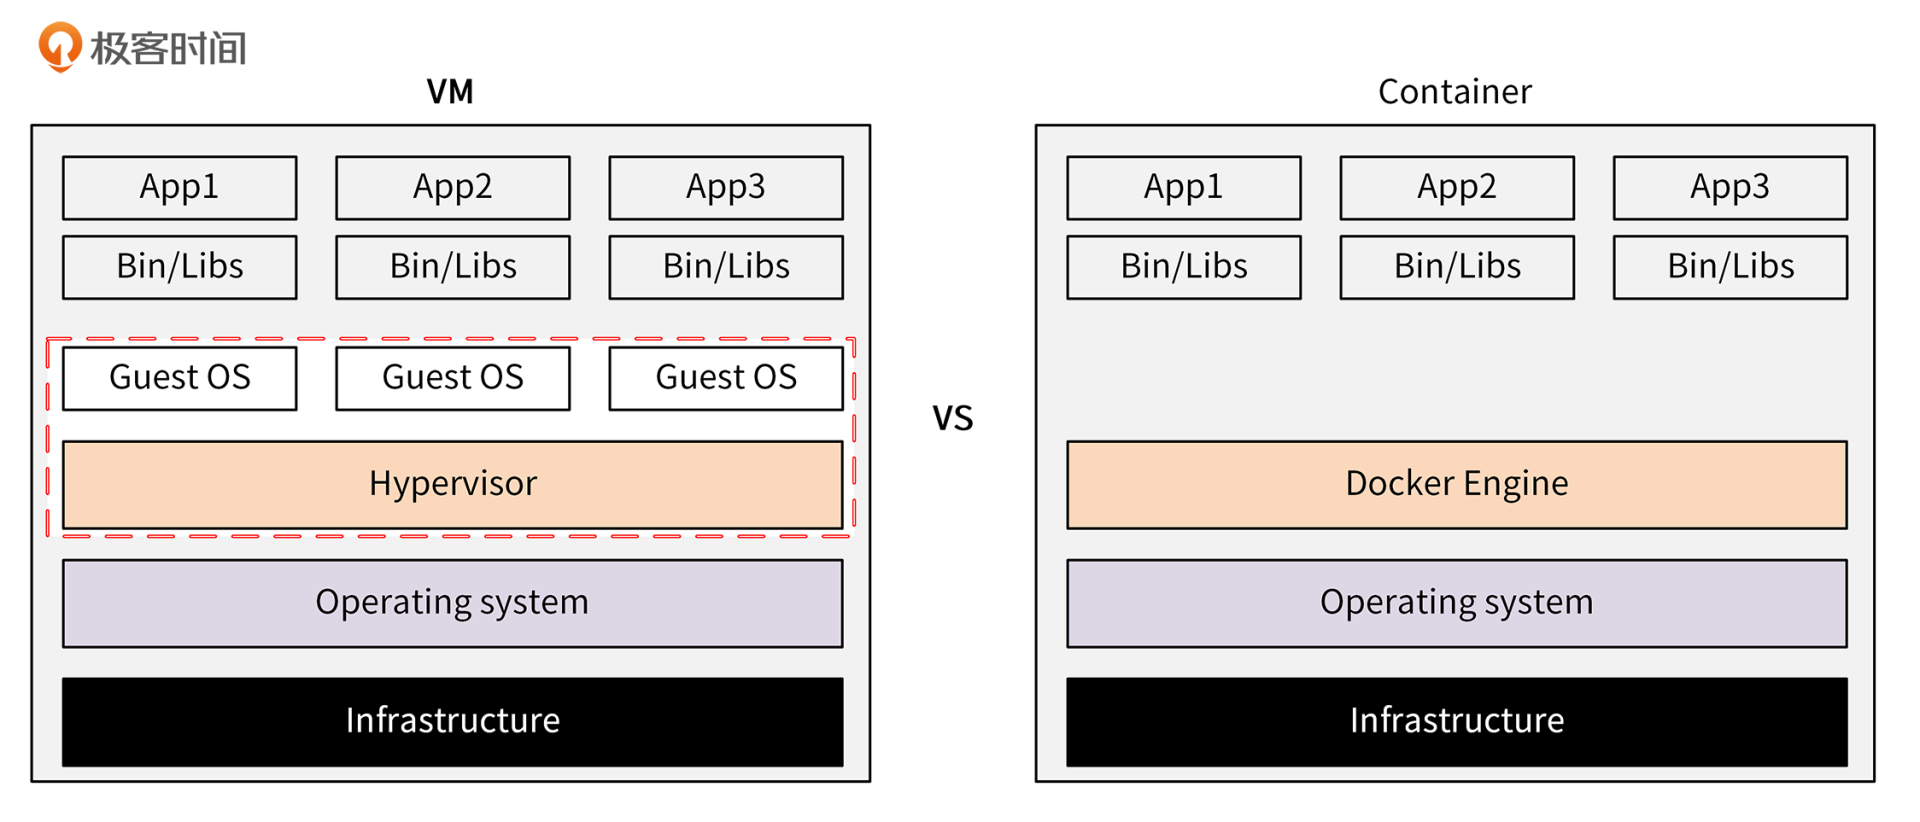 极客时间
VM
App1
App2
App3
Bin/Libs
Bin/Libs
Bin/Libs
Guest OS
Guest OS
Guest OS
Hypervisor
Operating system
Infrastructure
VS
Container
App1
App2
App3
Bin/Libs
Bin/Libs
Bin/Libs
Docker Engine
Operating system
Infrastructure